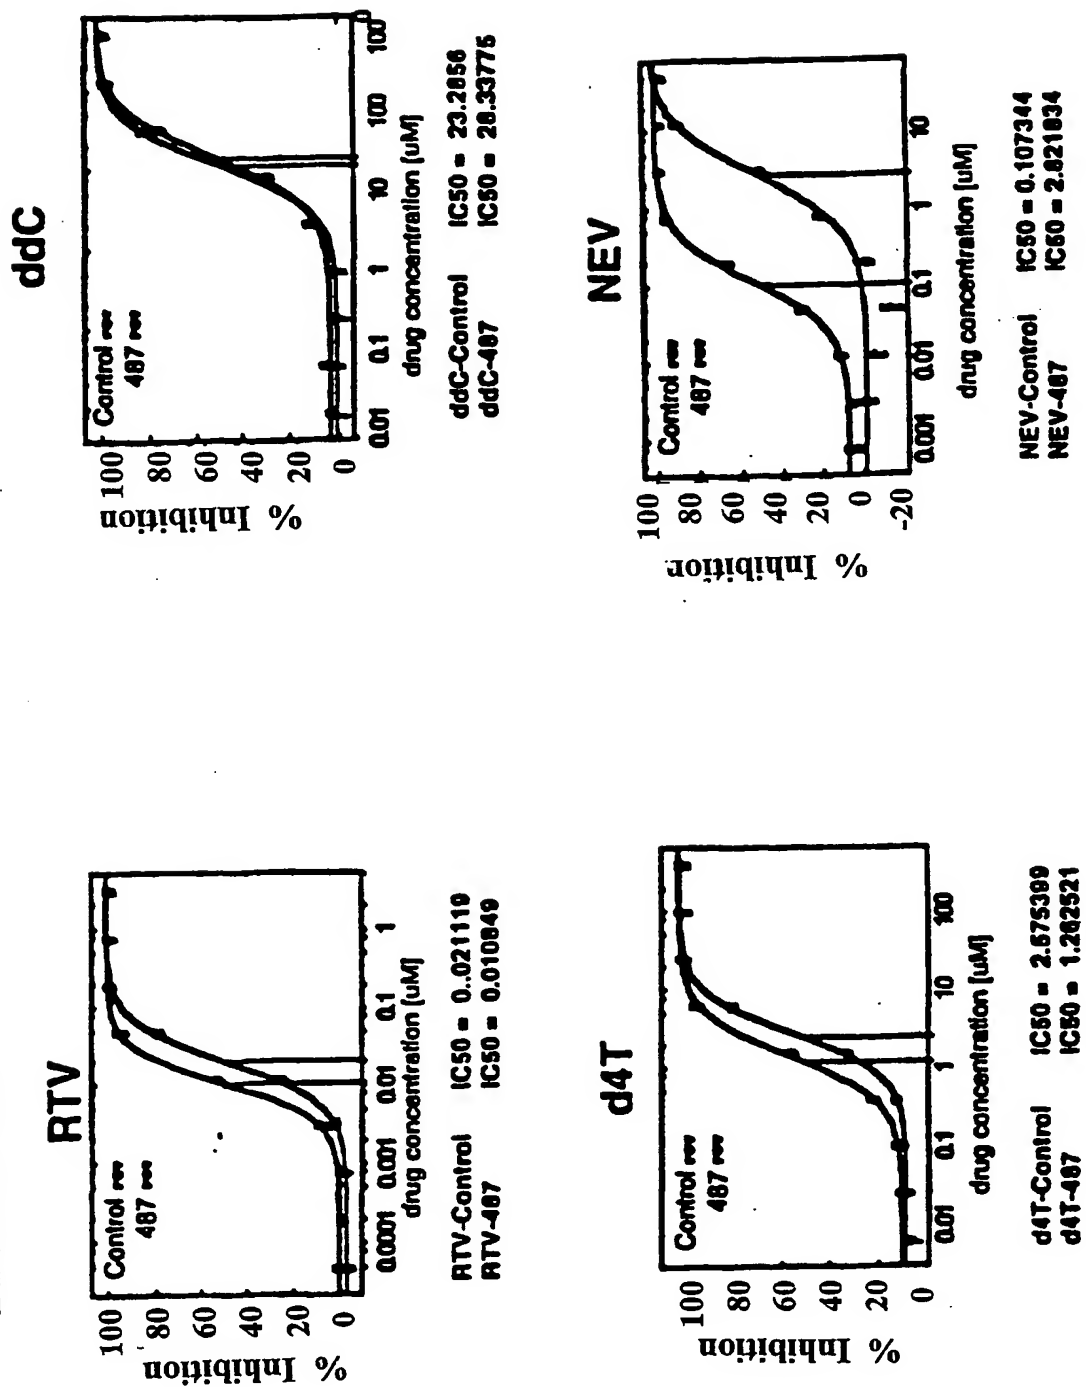 RTV
% Inhibition
100
80
60
40
20
0
Control
487
0.0001 0.001 0.01 0.1 1
drug concentration [uM]
RTV-Control IC50 = 0..021119
RTV-487 IC50 = 0.010849
ddC
% Inhibition
100
80
60
40
20
0
Control
487
0.01 0.1 1 10 100 100
drug concentration [uM]
ddC-Control IC50 = 23.2856
ddC-487 IC50 = 28.33775
d4T
% Inhibition
100
80
60
40
20
0
Control
487
0.01 0.1 1 10 100
drug concentration [uM]
d4T-Control IC50 = 2.575399
d4T-487 IC50 = 1.262521
NEV
% Inhibition
100
80
60
40
20
0
-20
Control
487
0.001 0.01 0.1 1 10
drug concentration [uM]
NEV-Control IC50 = 0.107344
NEV-487 IC50 = 2.821834